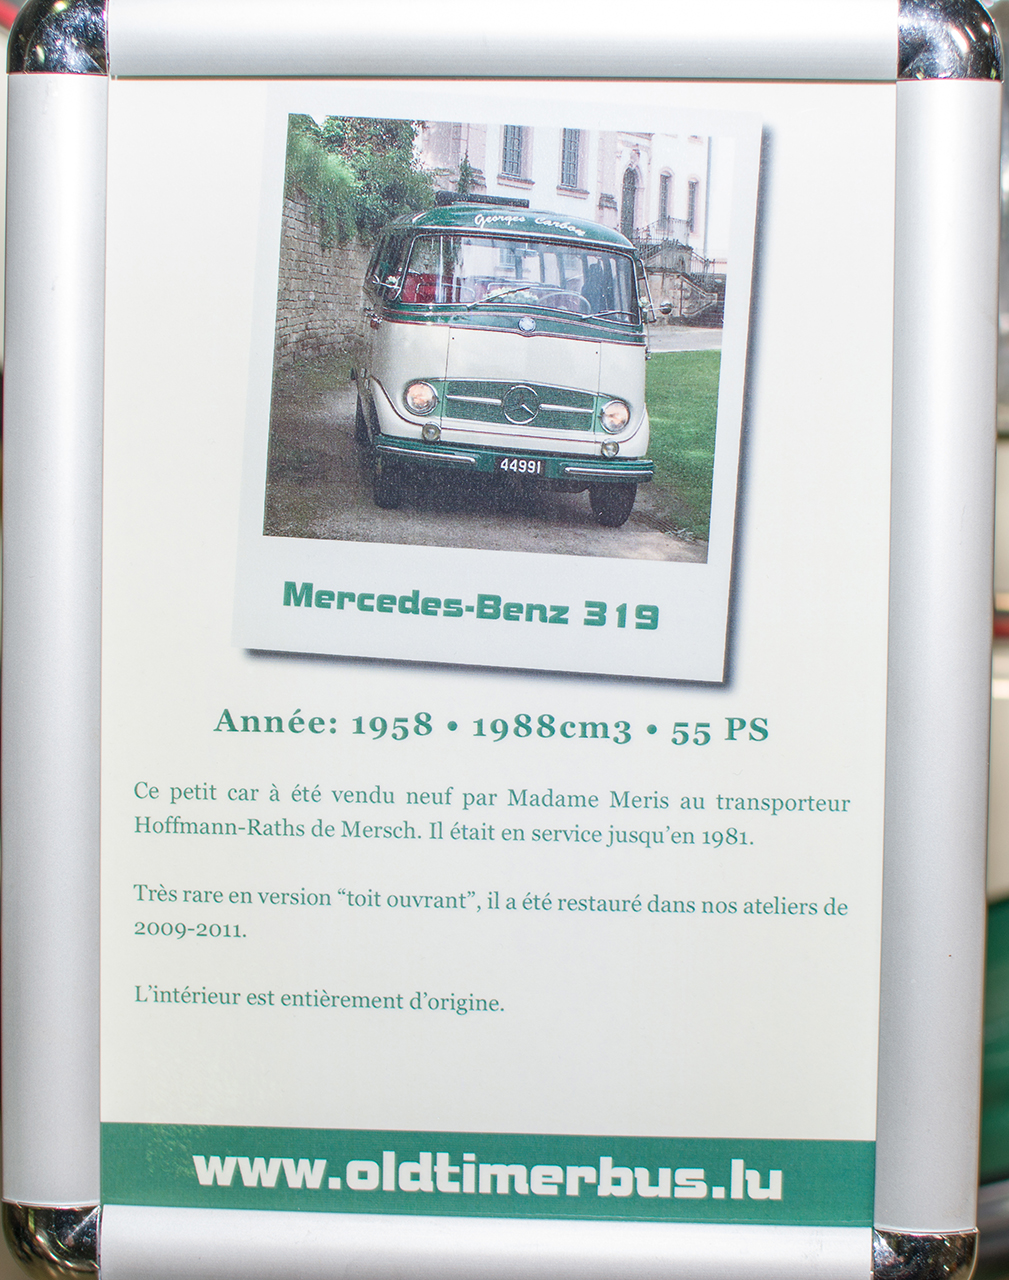 Georges Carbon
44991
Mercedes-Benz 319
Année: 1958 • 1988cm3 • 55 PS
Ce petit car à été vendu neuf par Madame Meris au transporteur
Hoffmann-Raths de Mersch. Il était en service jusqu’en 1981.
Très rare en version “toit ouvrant”, il a été restauré dans nos ateliers de
2009-2011.
L’intérieur est entièrement d’origine.
www.oldtimerbus.lu